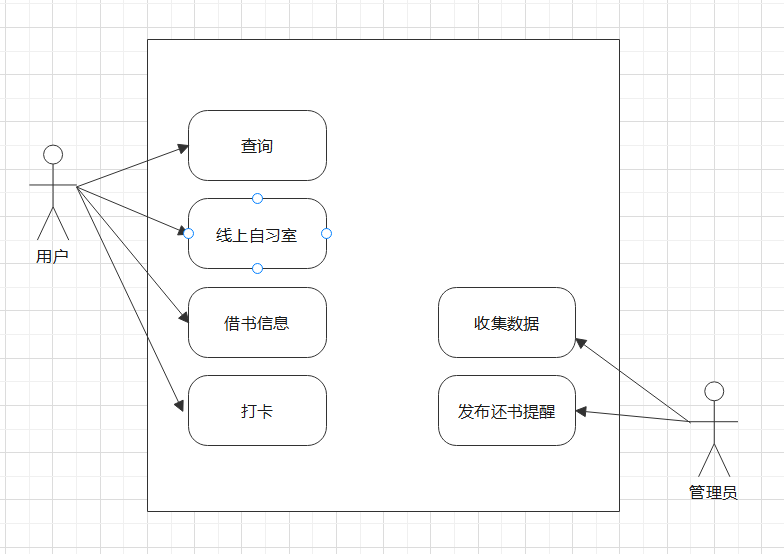 查询
线上自习室
用户
借书信息
收集数据
打卡
发布还书提醒
管理员